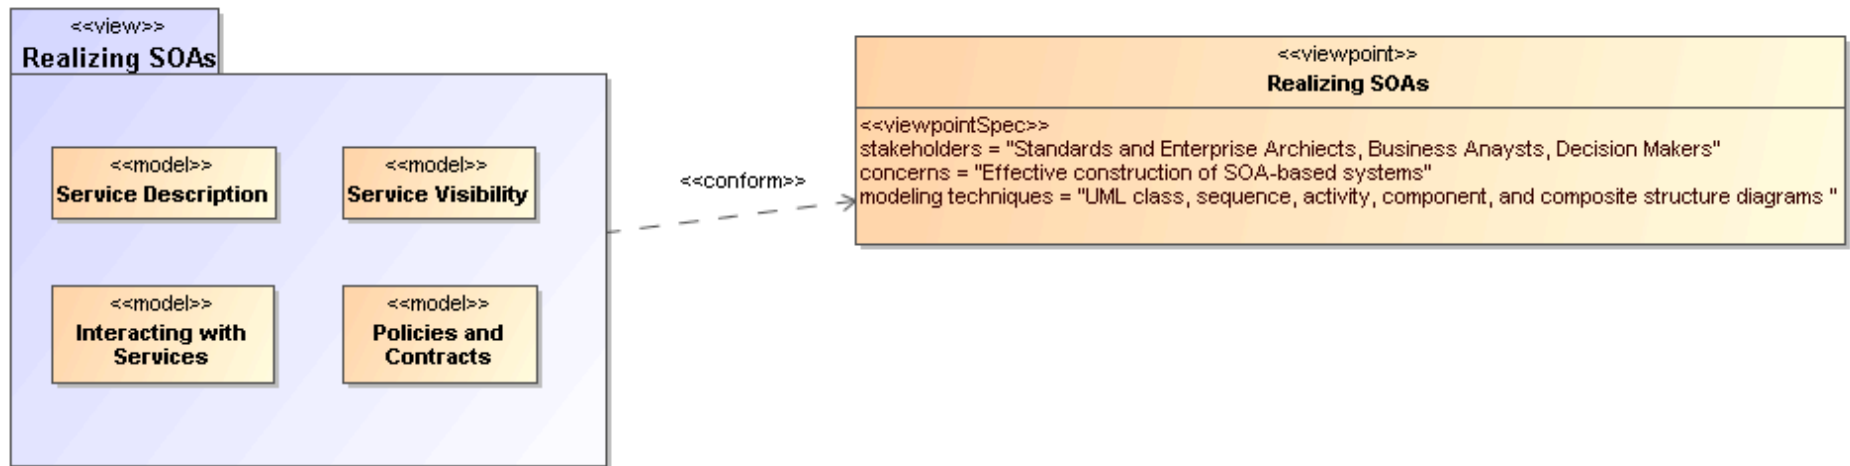 <<view>>
Realizing SOAs
<<model>>
Service Description
<<model>>
Service Visibility
<<model>>
Interacting with
Services
<<model>>
Policies and
Contracts
<<conform>>
<<viewpoint>>
Realizing SOAs
<<viewpointSpec>>
stakeholders = "Standards and Enterprise Archiects, Business Anaysts, Decision Makers"
concerns = "Effective construction of SOA-based systems"
modeling techniques = "UML class, sequence, activity, component, and composite structure diagrams "